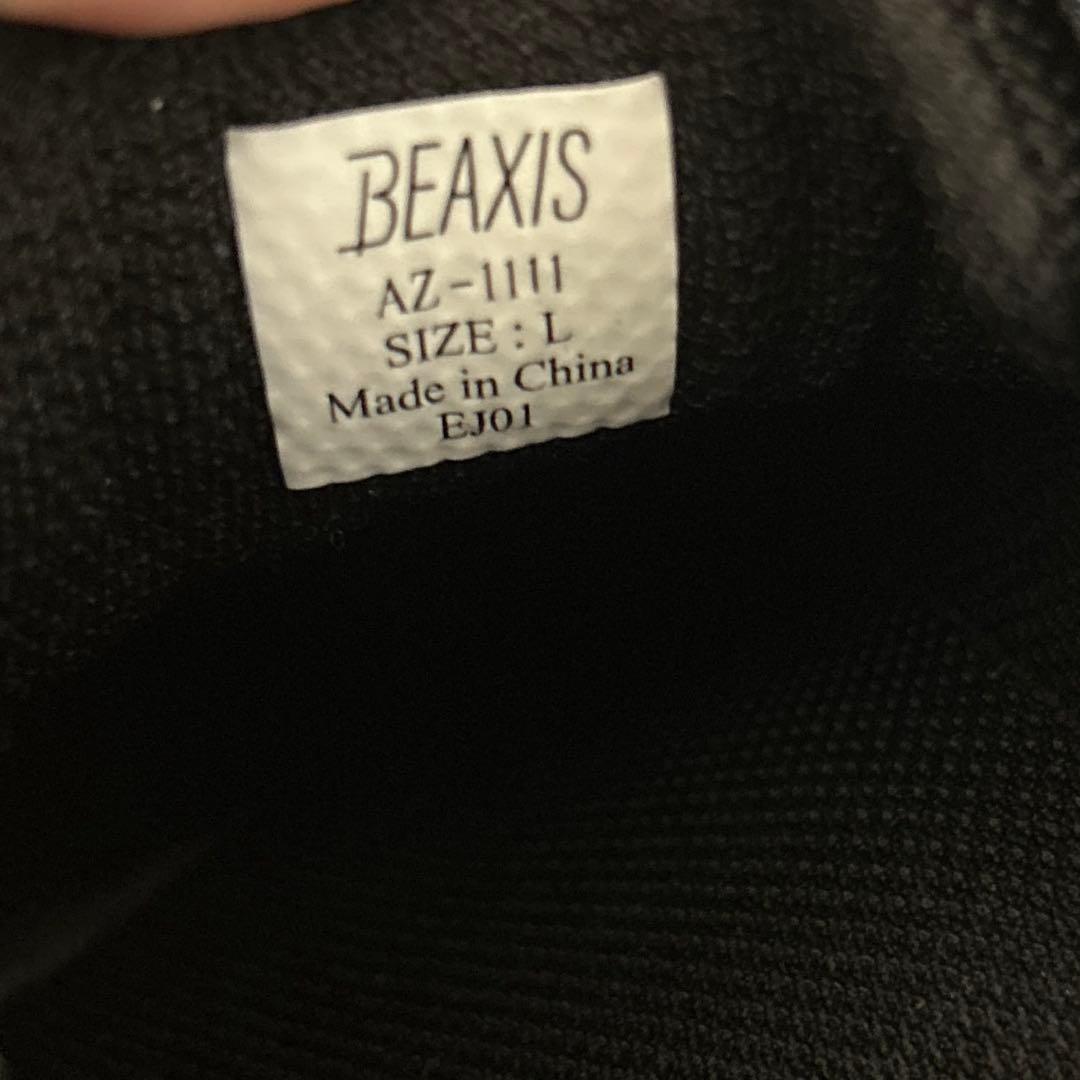 BEAXIS
AZ-1111
SIZE : L
Made in China
EJ01